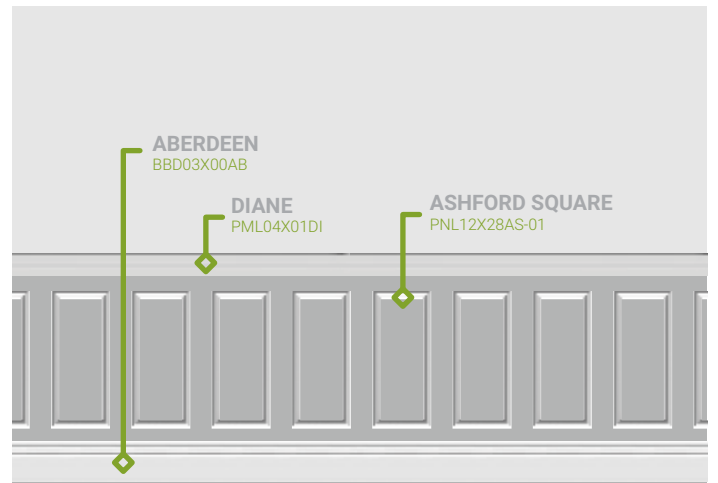 ABERDEEN
BBD03X00AB
DIANE
PML04X01DI
ASHFORD SQUARE
PNL12X28AS-01